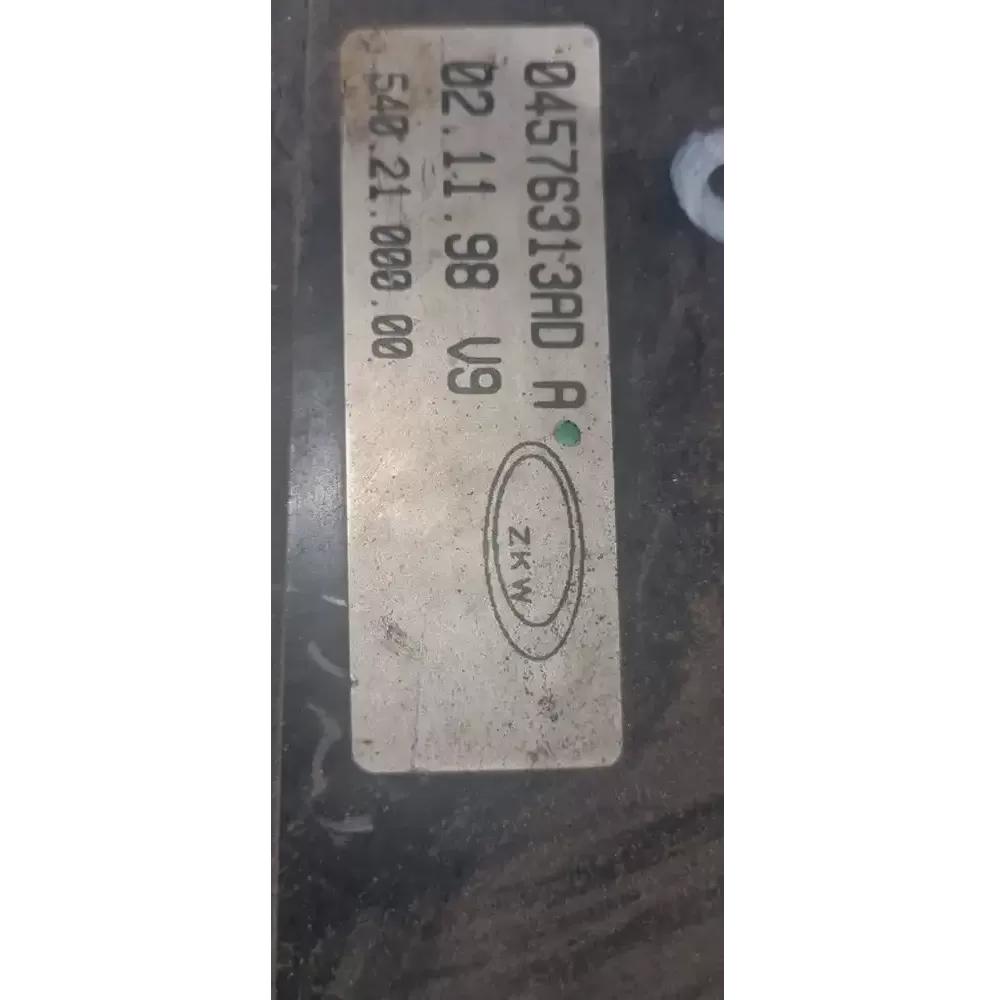 04576313AD A
02.11.98 V9
540.21.000.00
ZKW